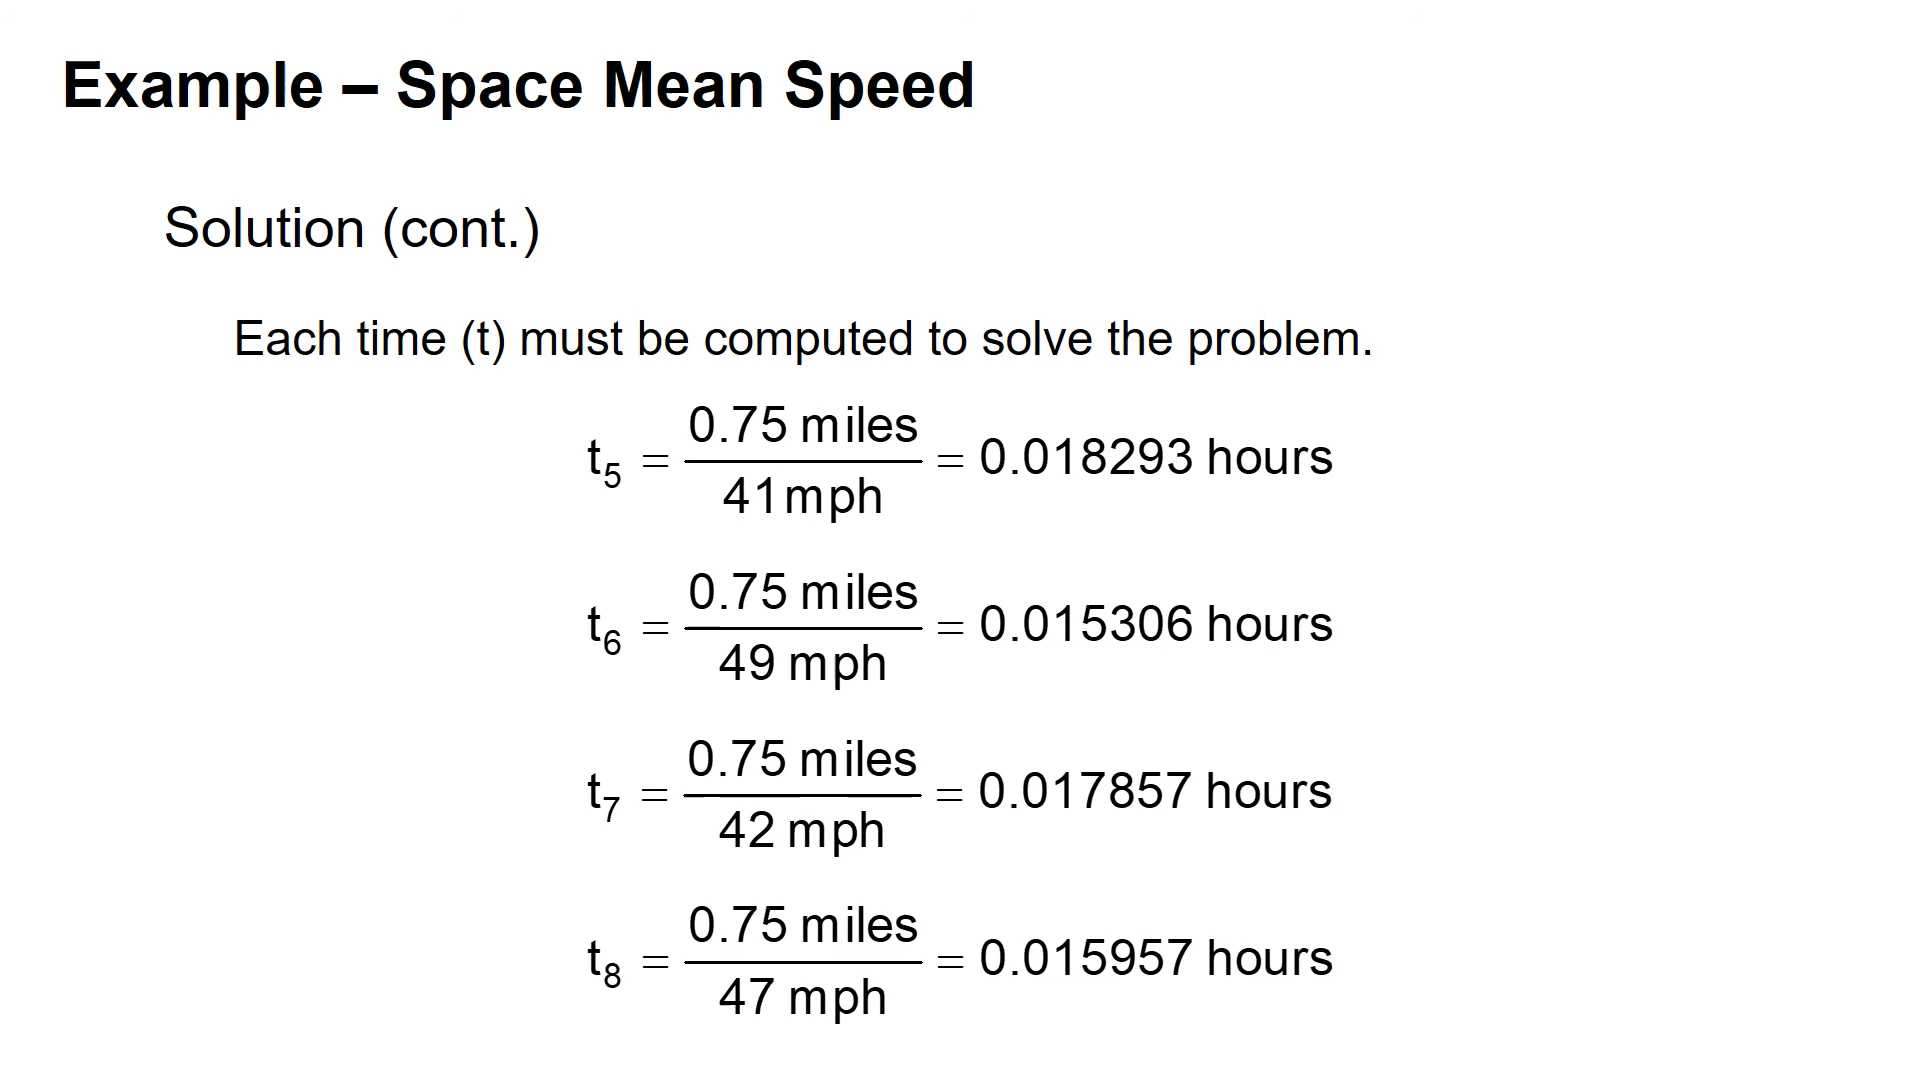 Example – Space Mean Speed
Solution (cont.)
Each time (t) must be computed to solve the problem.
t₅ = 0.75 miles / 41 mph = 0.018293 hours
t₆ = 0.75 miles / 49 mph = 0.015306 hours
t₇ = 0.75 miles / 42 mph = 0.017857 hours
t₈ = 0.75 miles / 47 mph = 0.015957 hours